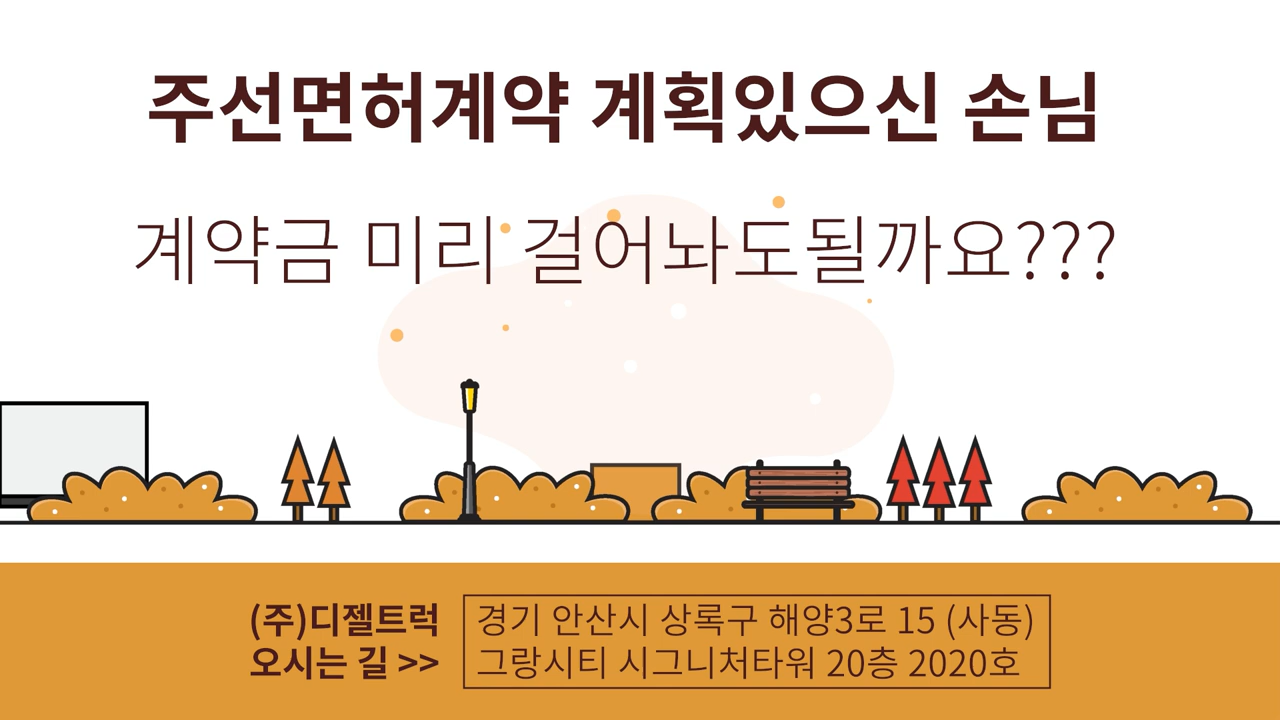 주선면허계약 계획있으신 손님
계약금 미리 걸어놔도될까요???
(주)디젤트럭
오시는 길 >>
경기 안산시 상록구 해양3로 15 (사동)
그랑시티 시그니처타워 20층 2020호